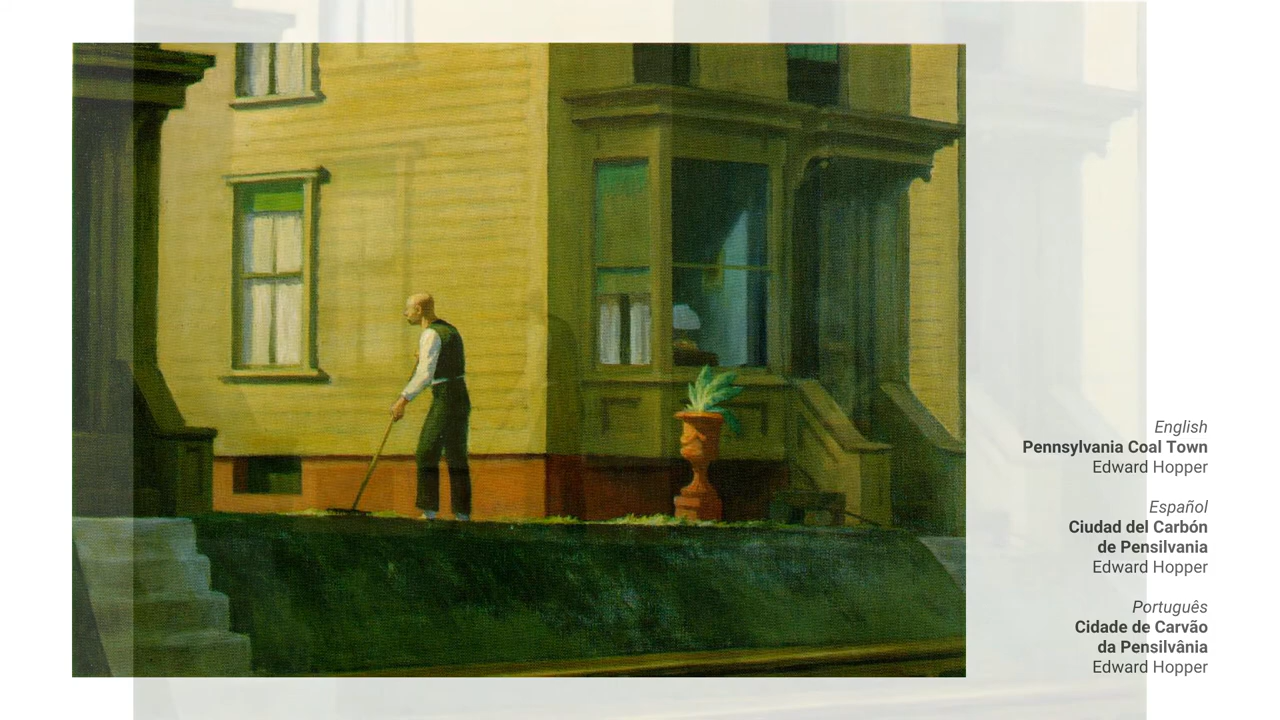 English
Pennsylvania Coal Town
Edward Hopper
Español
Ciudad del Carbón
de Pensilvania
Edward Hopper
Português
Cidade de Carvão
da Pensilvânia
Edward Hopper